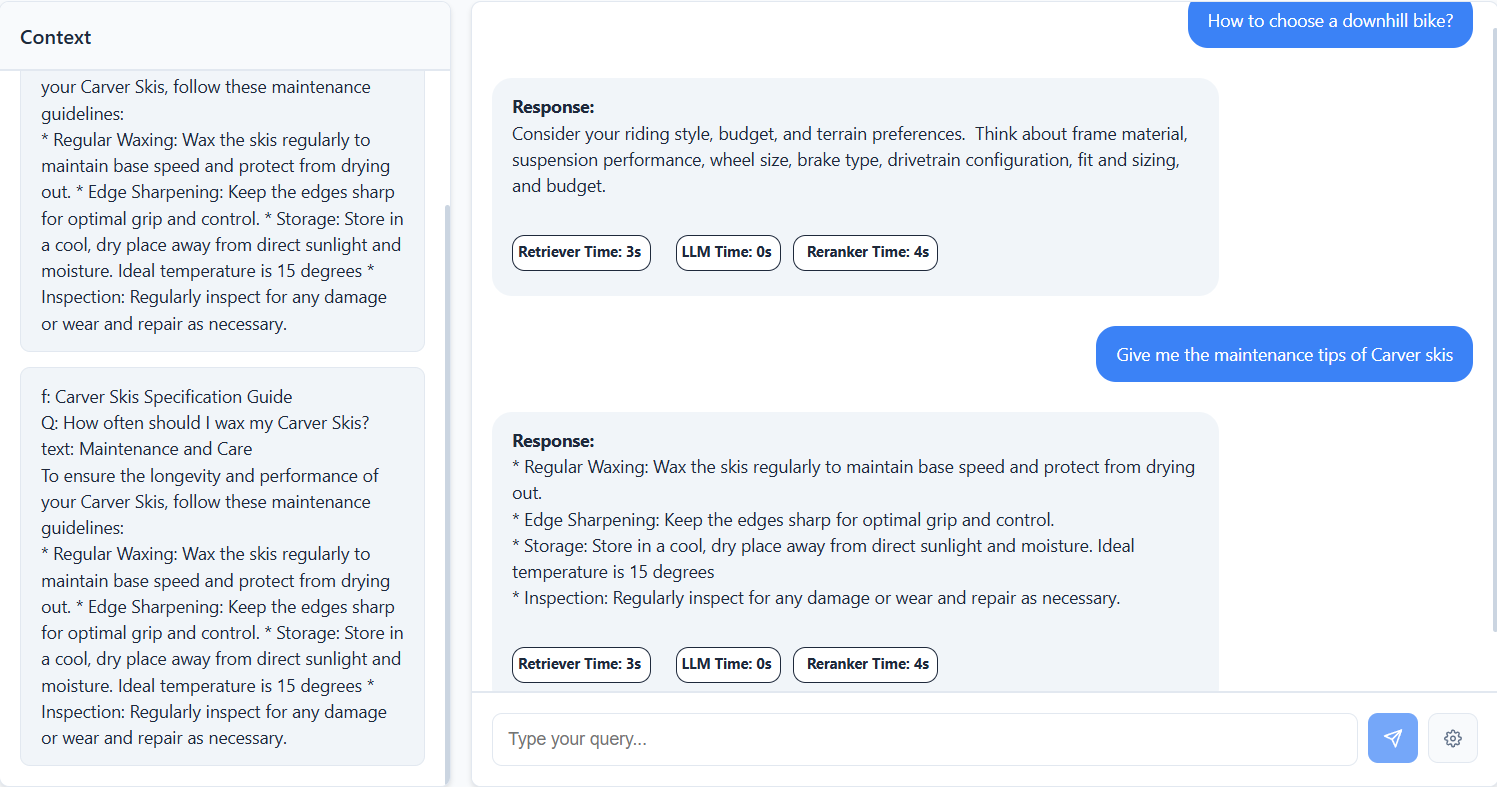 Context
your Carver Skis, follow these maintenance
guidelines:
* Regular Waxing: Wax the skis regularly to
maintain base speed and protect from drying
out. * Edge Sharpening: Keep the edges sharp
for optimal grip and control. * Storage: Store in
a cool, dry place away from direct sunlight and
moisture. Ideal temperature is 15 degrees *
Inspection: Regularly inspect for any damage
or wear and repair as necessary.
f: Carver Skis Specification Guide
Q: How often should I wax my Carver Skis?
text: Maintenance and Care
To ensure the longevity and performance of
your Carver Skis, follow these maintenance
guidelines:
* Regular Waxing: Wax the skis regularly to
maintain base speed and protect from drying
out. * Edge Sharpening: Keep the edges sharp
for optimal grip and control. * Storage: Store in
a cool, dry place away from direct sunlight and
moisture. Ideal temperature is 15 degrees *
Inspection: Regularly inspect for any damage
or wear and repair as necessary.
How to choose a downhill bike?
Response:
Consider your riding style, budget, and terrain preferences.  Think about frame material,
suspension performance, wheel size, brake type, drivetrain configuration, fit and sizing,
and budget.
Retriever Time: 3s LLM Time: 0s Reranker Time: 4s
Give me the maintenance tips of Carver skis
Response:
* Regular Waxing: Wax the skis regularly to maintain base speed and protect from drying
out.
* Edge Sharpening: Keep the edges sharp for optimal grip and control.
* Storage: Store in a cool, dry place away from direct sunlight and moisture. Ideal
temperature is 15 degrees
* Inspection: Regularly inspect for any damage or wear and repair as necessary.
Retriever Time: 3s LLM Time: 0s Reranker Time: 4s
Type your query...